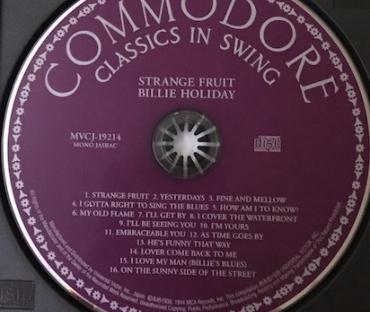 COMMODORE
CLASSICS IN SWING
STRANGE FRUIT
BILLIE HOLIDAY
MVCJ-19214
MONO JASRAC
1. STRANGE FRUIT 2. YESTERDAYS 3. FINE AND MELLOW
4. I GOTTA RIGHT TO SING THE BLUES 5. HOW AM I TO KNOW?
6. MY OLD FLAME 7. I'LL GET BY 8. I COVER THE WATERFRONT
9. I'LL BE SEEING YOU 10. I'M YOURS
11. EMBRACEABLE YOU 12. AS TIME GOES BY
13. HE'S FUNNY THAT WAY
14. LOVER COME BACK TO ME
15. I LOVE MY MAN (BILLIE'S BLUES)
16. ON THE SUNNY SIDE OF THE STREET